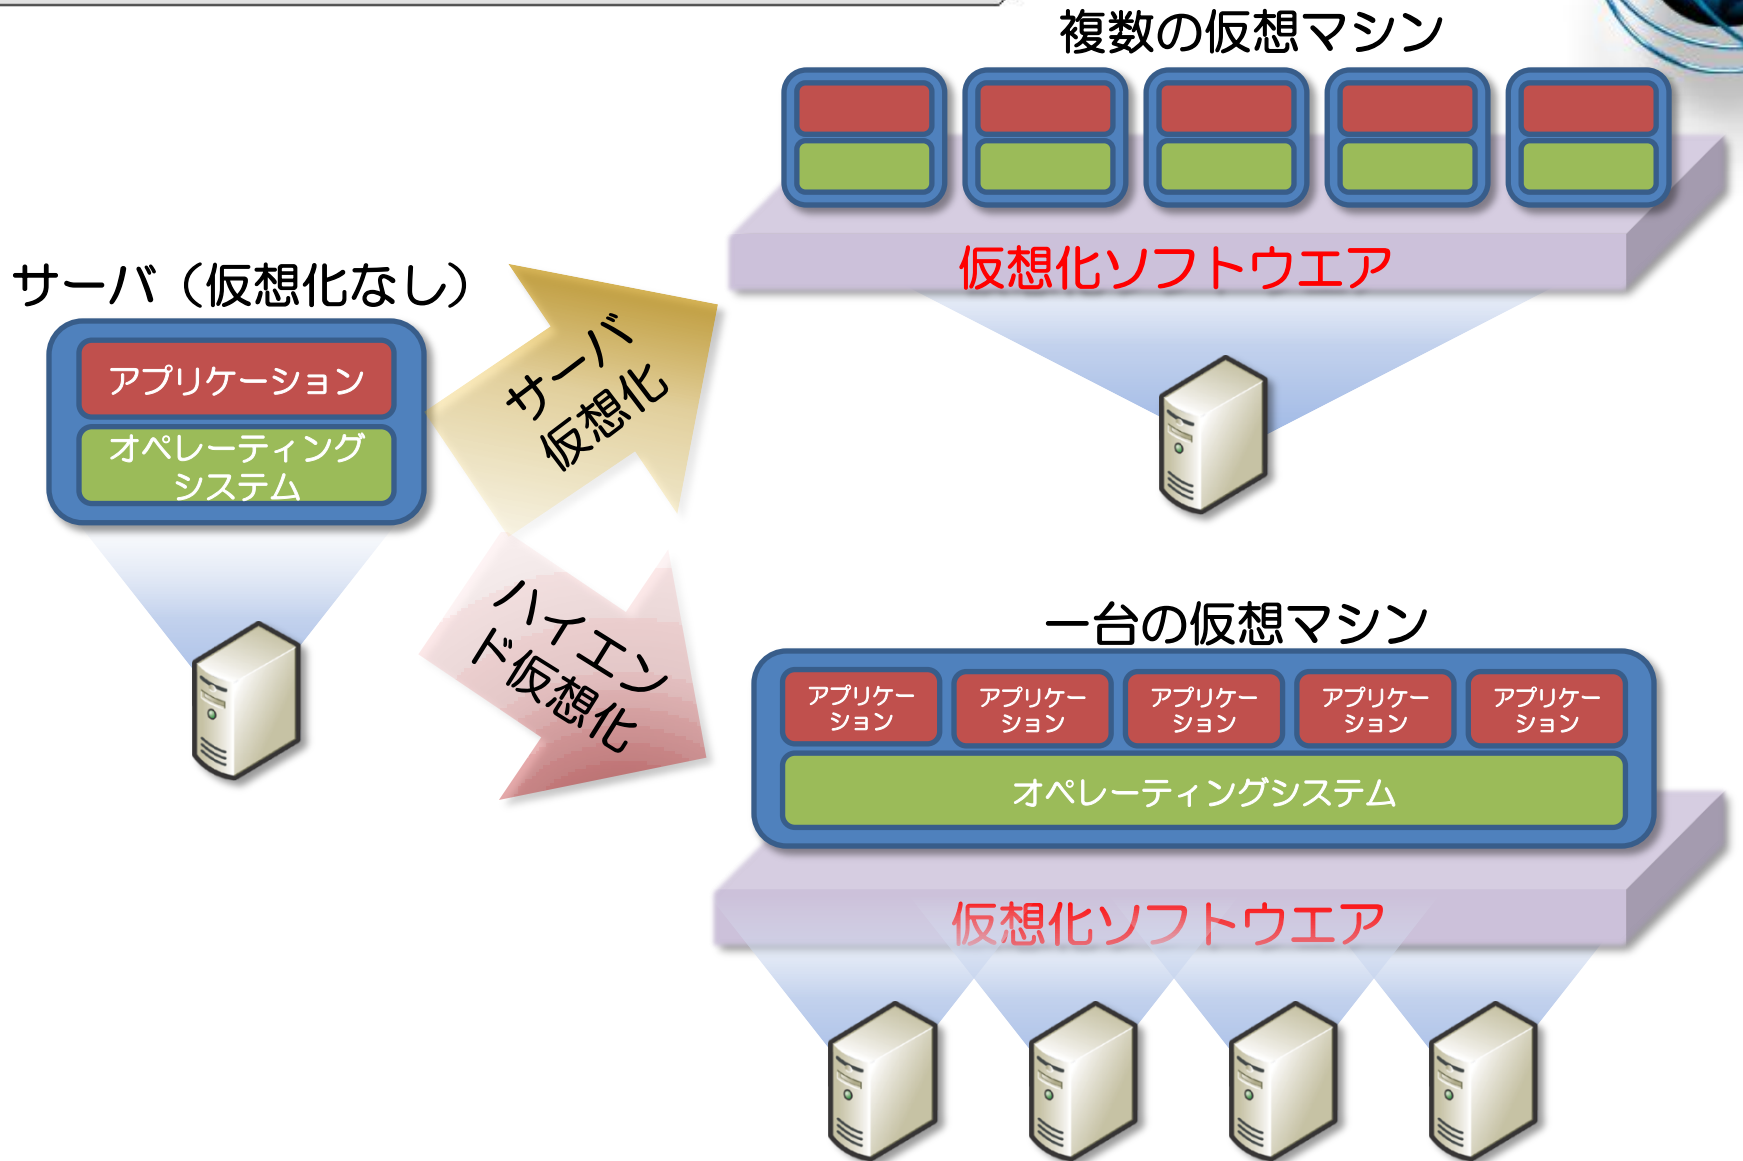 複数の仮想マシン
仮想化ソフトウエア
サーバ（仮想化なし）
アプリケーション
オペレーティング
システム
サーバ
仮想化
ハイエン
ド仮想化
一台の仮想マシン
アプリケー
ション
アプリケー
ション
アプリケー
ション
アプリケー
ション
アプリケー
ション
オペレーティングシステム
仮想化ソフトウエア